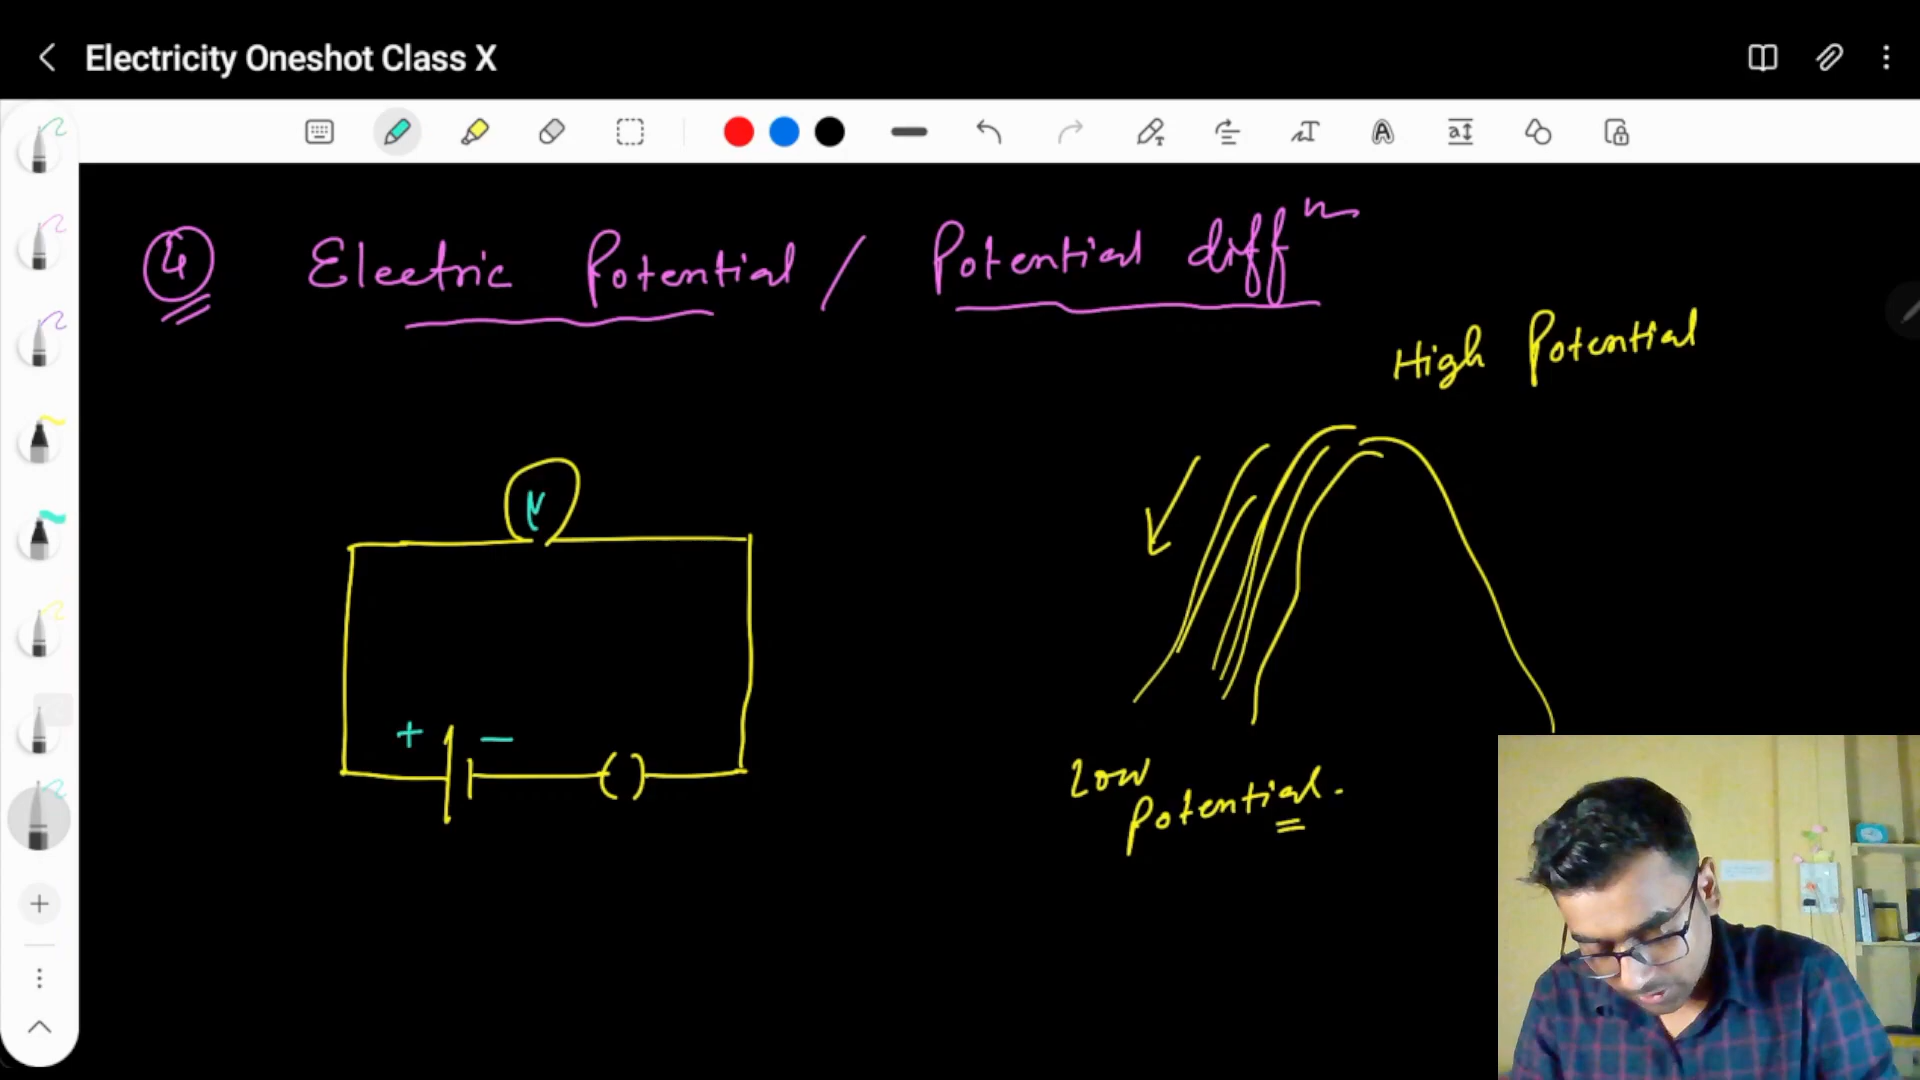 Electricity Oneshot Class X
④ Electric Potential / Potential diffn
High Potential
+ −
Low
Potential.